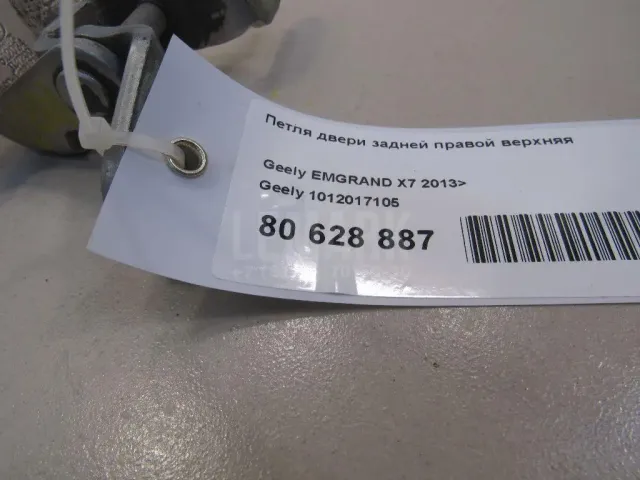 Петля двери задней правой верхняя
Geely EMGRAND X7 2013>
Geely 1012017105
80 628 887